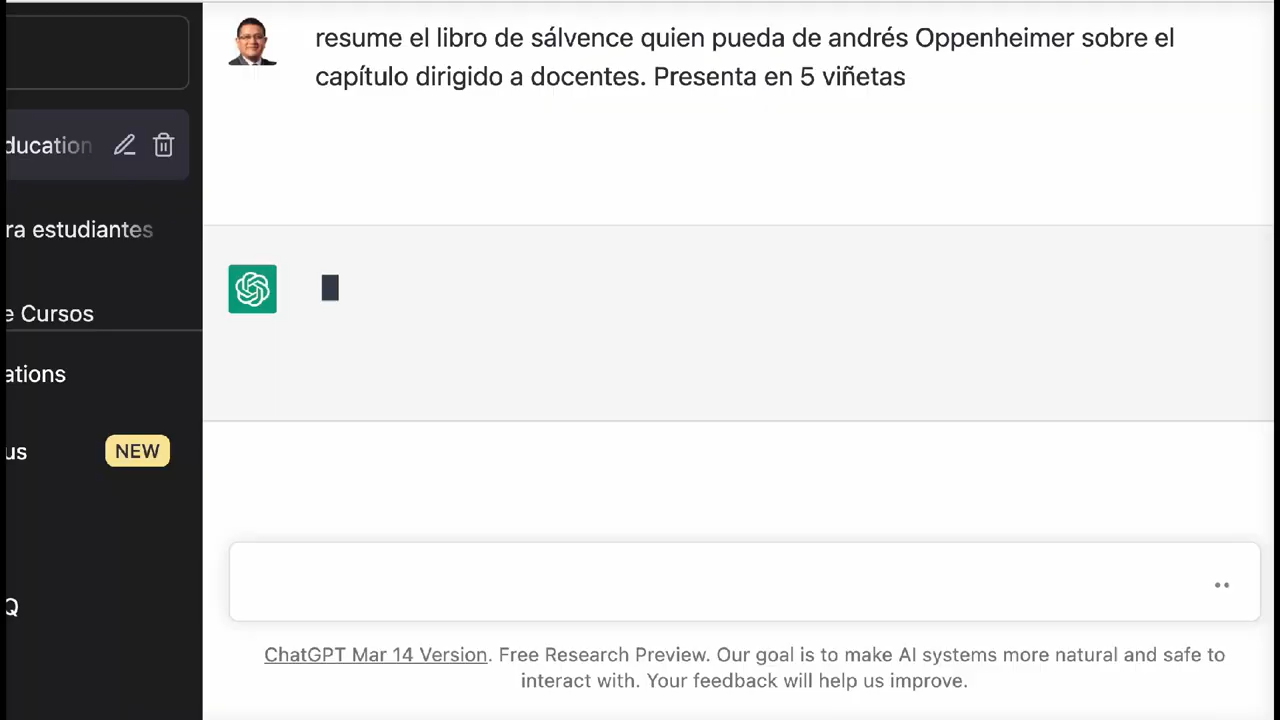 resume el libro de sálvence quien pueda de andrés Oppenheimer sobre el
capítulo dirigido a docentes. Presenta en 5 viñetas
ducation
ra estudiantes
e Cursos
ations
us
NEW
Q
ChatGPT Mar 14 Version. Free Research Preview. Our goal is to make AI systems more natural and safe to
interact with. Your feedback will help us improve.